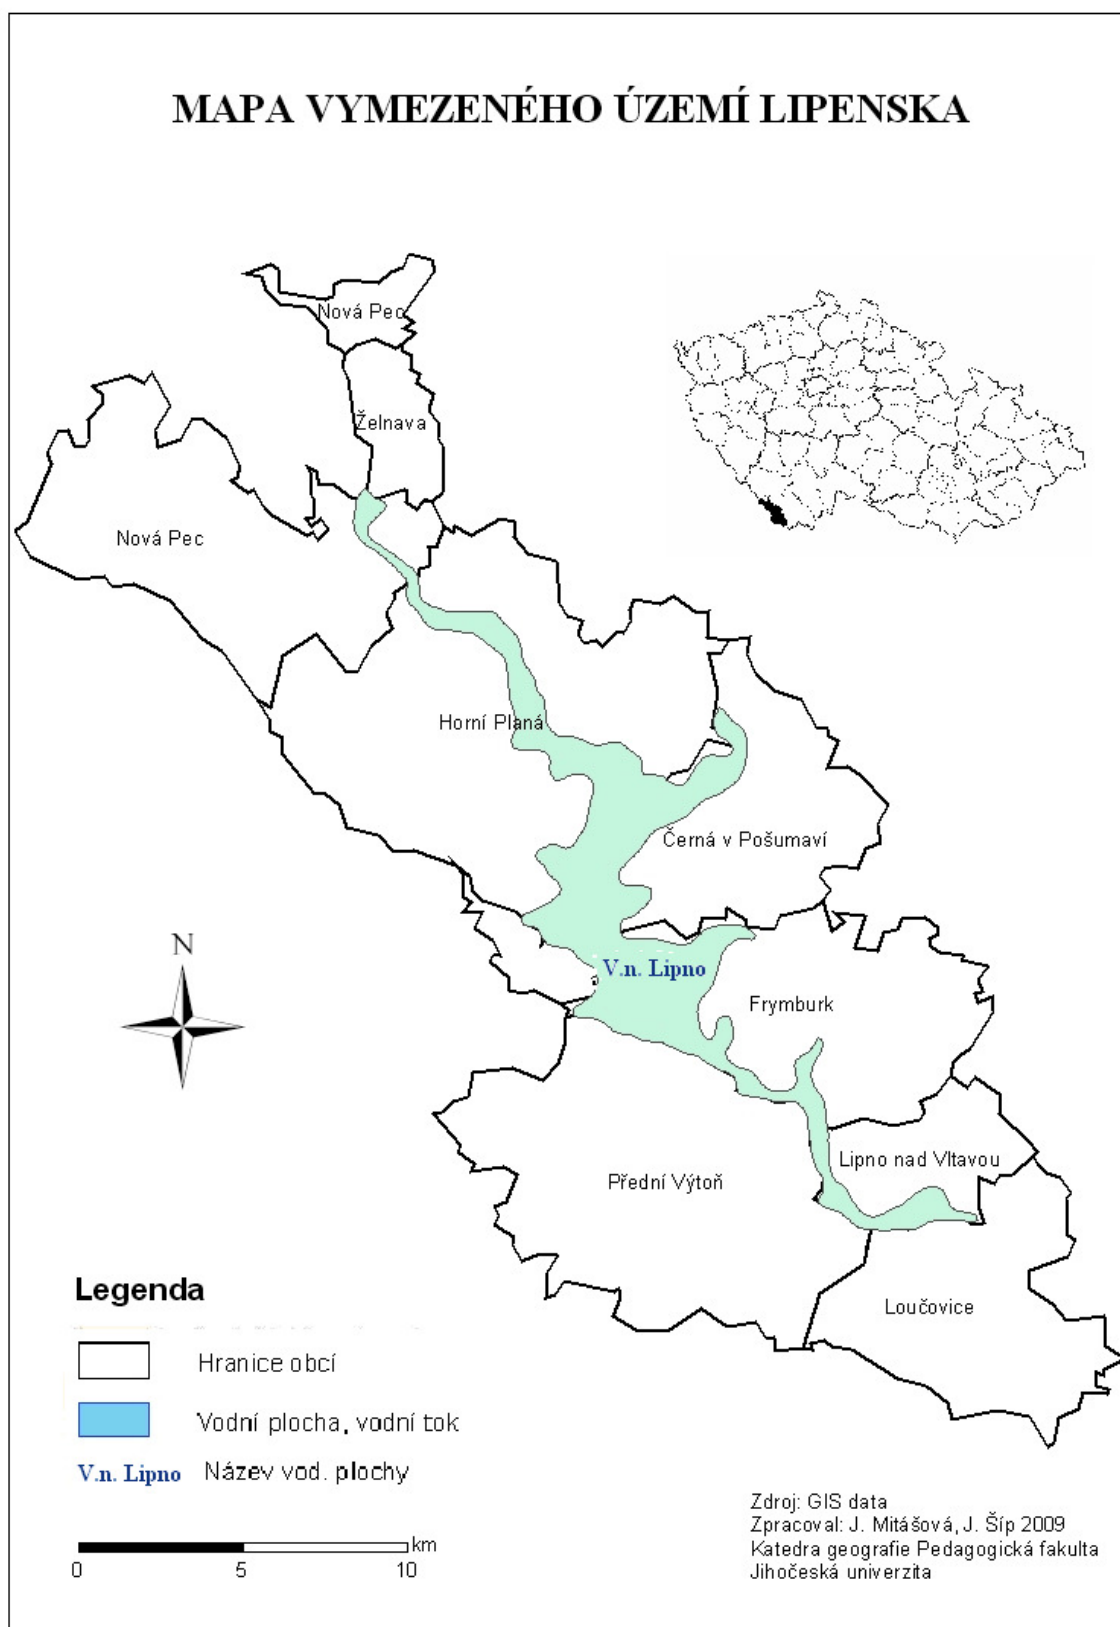 MAPA VYMEZENÉHO ÚZEMÍ LIPENSKA
Nová Pec
Želnava
Nová Pec
Horní Planá
Černá v Pošumaví
N
V.n. Lipno
Frymburk
Lipno nad Vltavou
Přední Výtoň
Loučovice
Legenda
Hranice obcí
Vodní plocha, vodní tok
V.n. Lipno Název vod. plochy
km
0 5 10
Zdroj: GIS data
Zpracoval: J. Mitášová, J. Šíp 2009
Katedra geografie Pedagogická fakulta
Jihočeská univerzita